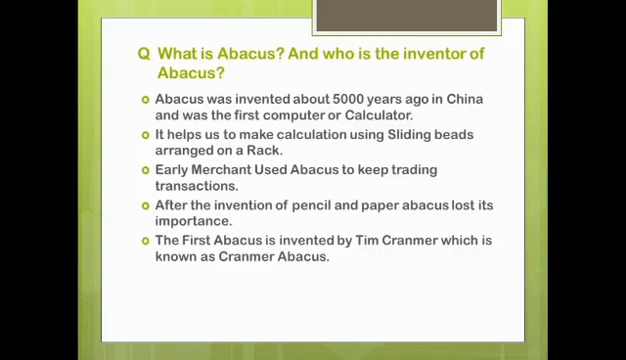 Q What is Abacus? And who is the inventor of
Abacus?
Abacus was invented about 5000 years ago in China
and was the first computer or Calculator.
It helps us to make calculation using Sliding beads
arranged on a Rack.
Early Merchant Used Abacus to keep trading
transactions.
After the invention of pencil and paper abacus lost its
importance.
The First Abacus is invented by Tim Cranmer which is
known as Cranmer Abacus.